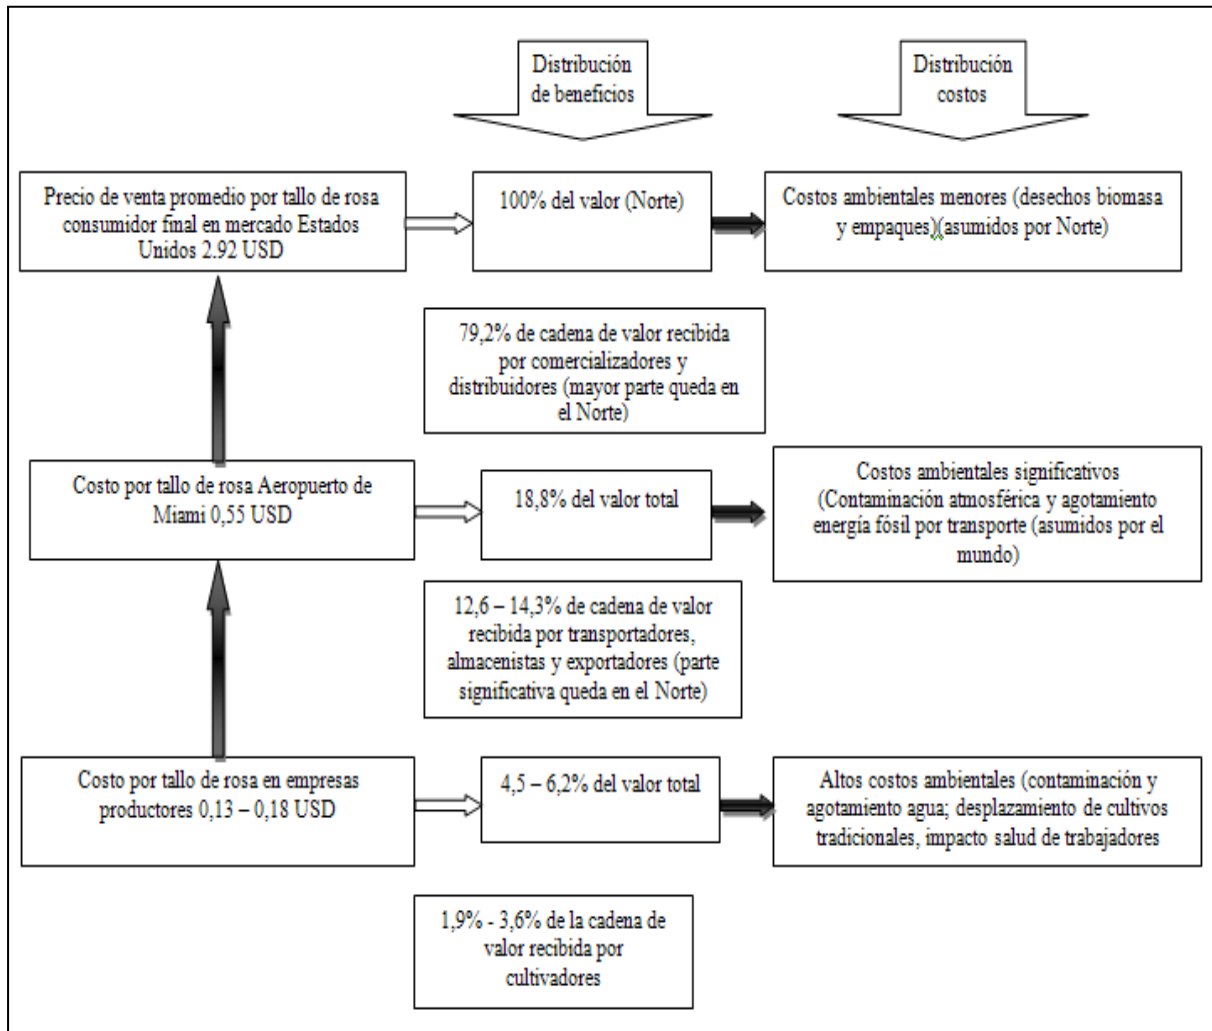 Distribución
de beneficios
Distribución
costos
Precio de venta promedio por tallo de rosa
consumidor final en mercado Estados
Unidos 2.92 USD
100% del valor (Norte)
Costos ambientales menores (desechos biomasa
y empaques)(asumidos por Norte)
79,2% de cadena de valor recibida
por comercializadores y
distribuidores (mayor parte queda en
el Norte)
Costo por tallo de rosa Aeropuerto de
Miami 0,55 USD
18,8% del valor total
Costos ambientales significativos
(Contaminación atmosférica y agotamiento
energía fósil por transporte (asumidos por el
mundo)
12,6 – 14,3% de cadena de valor
recibida por transportadores,
almacenistas y exportadores (parte
significativa queda en el Norte)
Costo por tallo de rosa en empresas
productores 0,13 – 0,18 USD
4,5 – 6,2% del valor total
Altos costos ambientales (contaminación y
agotamiento agua; desplazamiento de cultivos
tradicionales, impacto salud de trabajadores
1,9% - 3,6% de la cadena de
valor recibida por
cultivadores